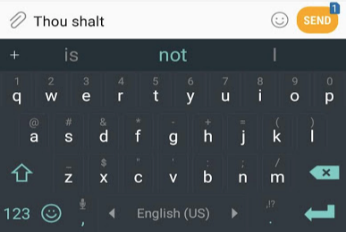 Thou shalt
1
SEND
+ is not I
1 2 3 4 5 6 7 8 9 0
q w e r t y u i o p
@ # & * - + = ( )
a s d f g h j k l
_ $ " ' : ; /
z x c v b n m
123 , English (US) ,!? .